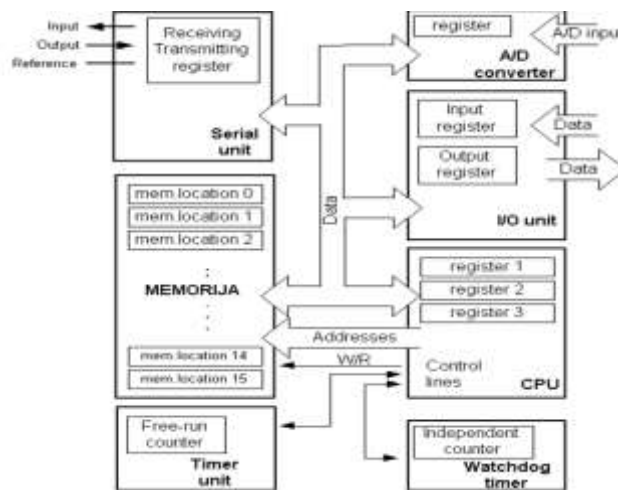 Input
Output
Reference
Receiving
Transmitting
register
Serial
unit
register
A/D input
A/D
converter
Input
register
Output
register
Data
Data
I/O unit
Data
mem.location 0
mem.location 1
mem.location 2
MEMORIJA
mem.location 14
mem.location 15
register 1
register 2
register 3
Addresses
W/R
Control
lines
CPU
Free-run
counter
Timer
unit
Independent
counter
Watchdog
timer